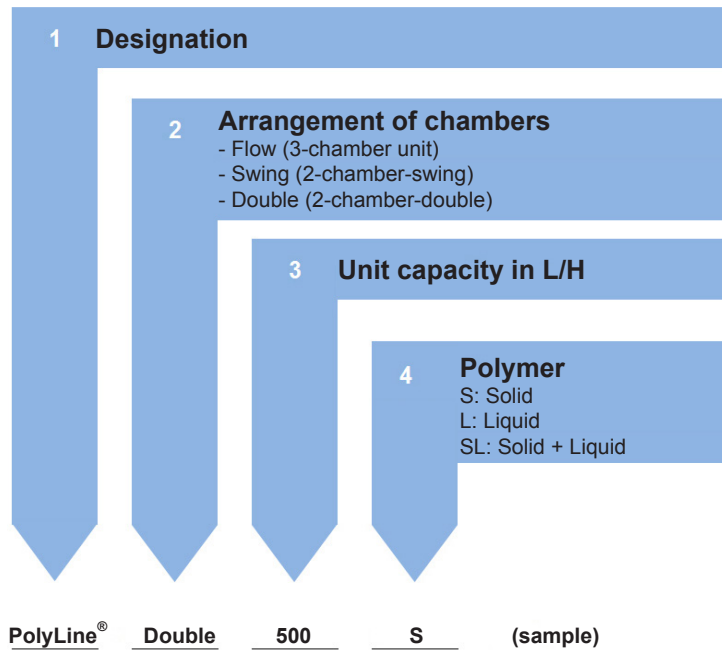 1 Designation
2 Arrangement of chambers
- Flow (3-chamber unit)
- Swing (2-chamber-swing)
- Double (2-chamber-double)
3 Unit capacity in L/H
4 Polymer
S: Solid
L: Liquid
SL: Solid + Liquid
PolyLine® Double 500 S (sample)